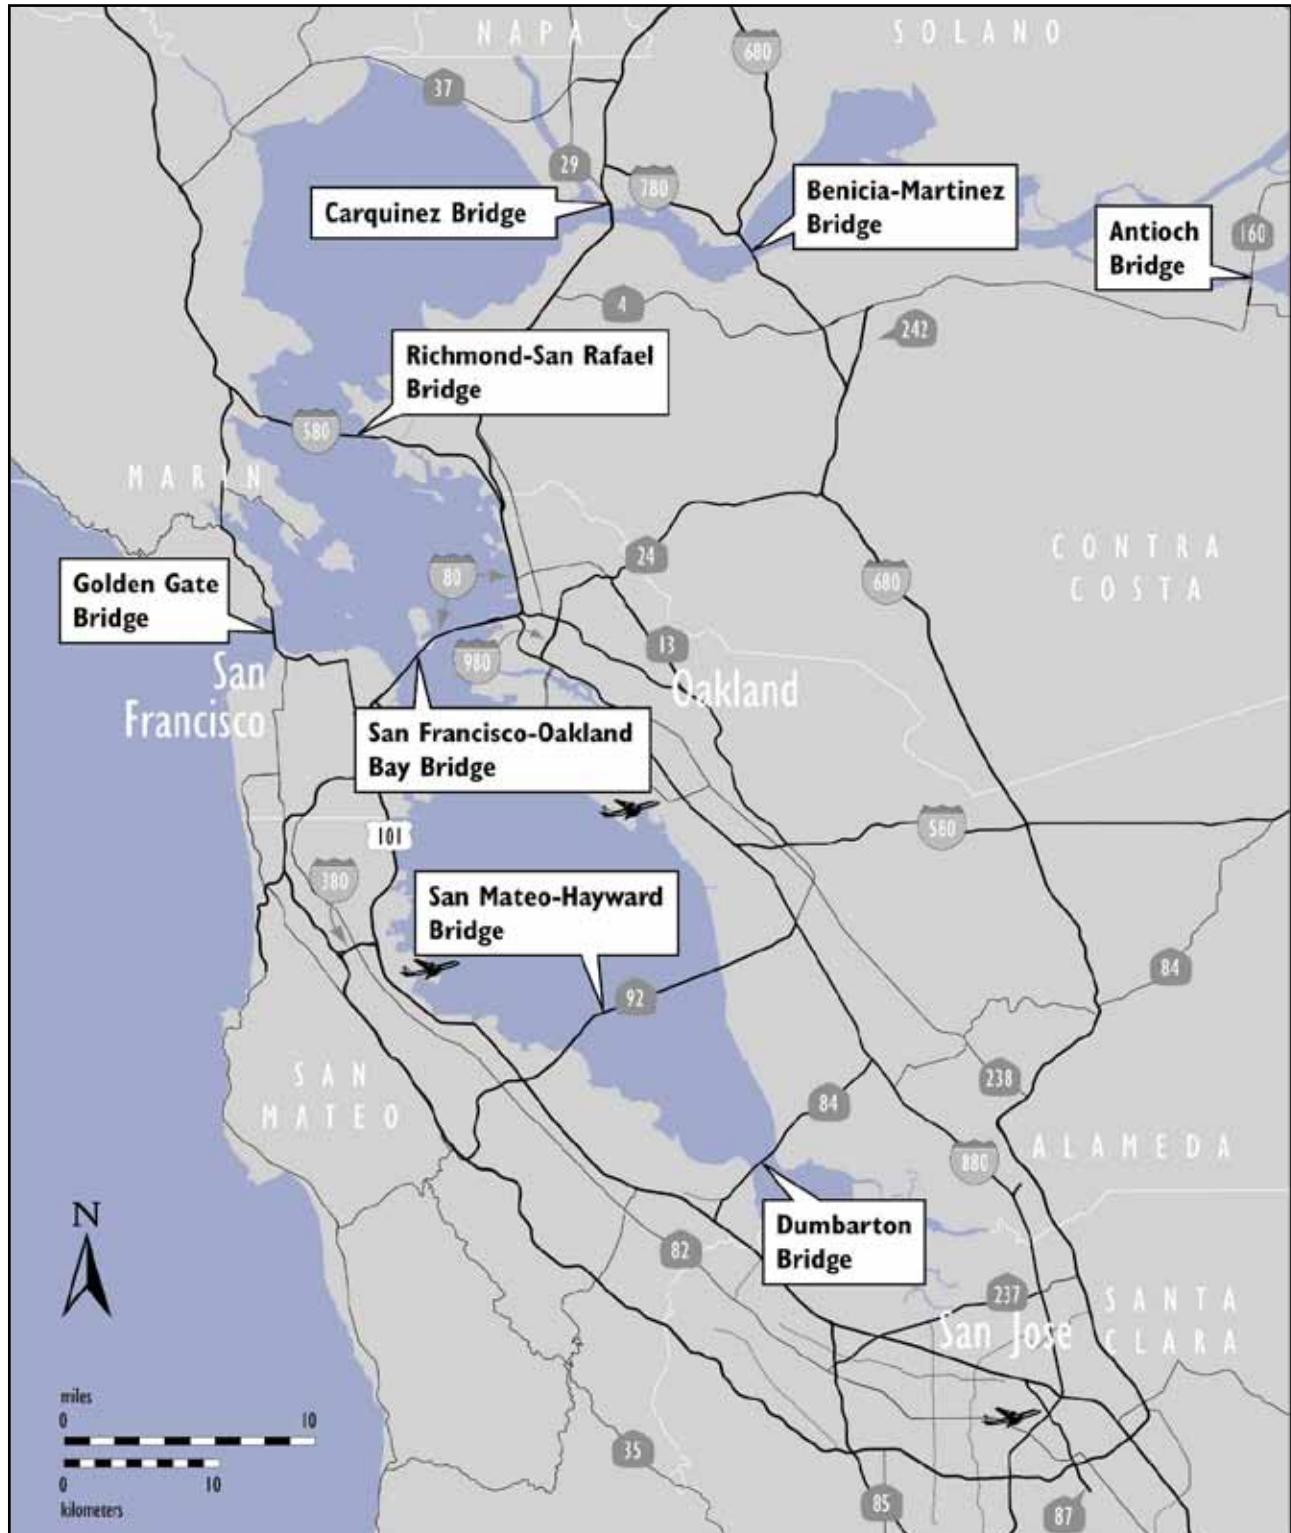 NAPA
SOLANO
680
37
29
780
Carquinez Bridge
Benicia-Martinez
Bridge
Antioch
Bridge
160
4
242
Richmond-San Rafael
Bridge
580
MARIN
24
80
CONTRA
COSTA
680
Golden Gate
Bridge
13
980
San
Francisco
Oakland
San Francisco-Oakland
Bay Bridge
580
101
380
San Mateo-Hayward
Bridge
92
84
SAN
MATEO
238
84
ALAMEDA
880
N
Dumbarton
Bridge
82
237
SANTA
CLARA
San Jose
miles
0 10
0 10
kilometers
35
85
87